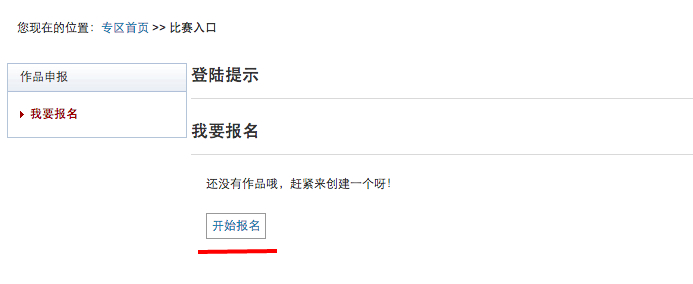 您现在的位置：专区首页 >> 比赛入口
作品申报
我要报名
登陆提示
我要报名
还没有作品哦，赶紧来创建一个呀！
开始报名